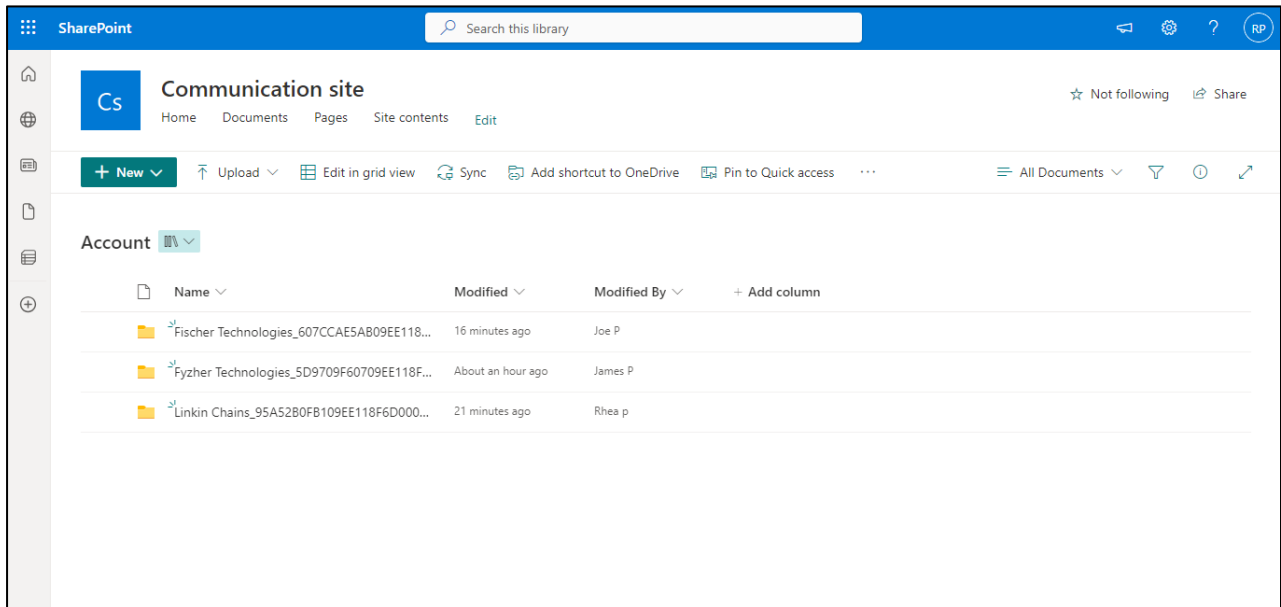 SharePoint Search this library ? RP
Cs Communication site Not following Share
Home Documents Pages Site contents Edit
+ New Upload Edit in grid view Sync Add shortcut to OneDrive Pin to Quick access ... All Documents
Account
Name Modified Modified By + Add column
Fischer Technologies_607CCAE5AB09EE118... 16 minutes ago Joe P
Fyzher Technologies_5D9709F60709EE118F... About an hour ago James P
Linkin Chains_95A52B0FB109EE118F6D000... 21 minutes ago Rhea p